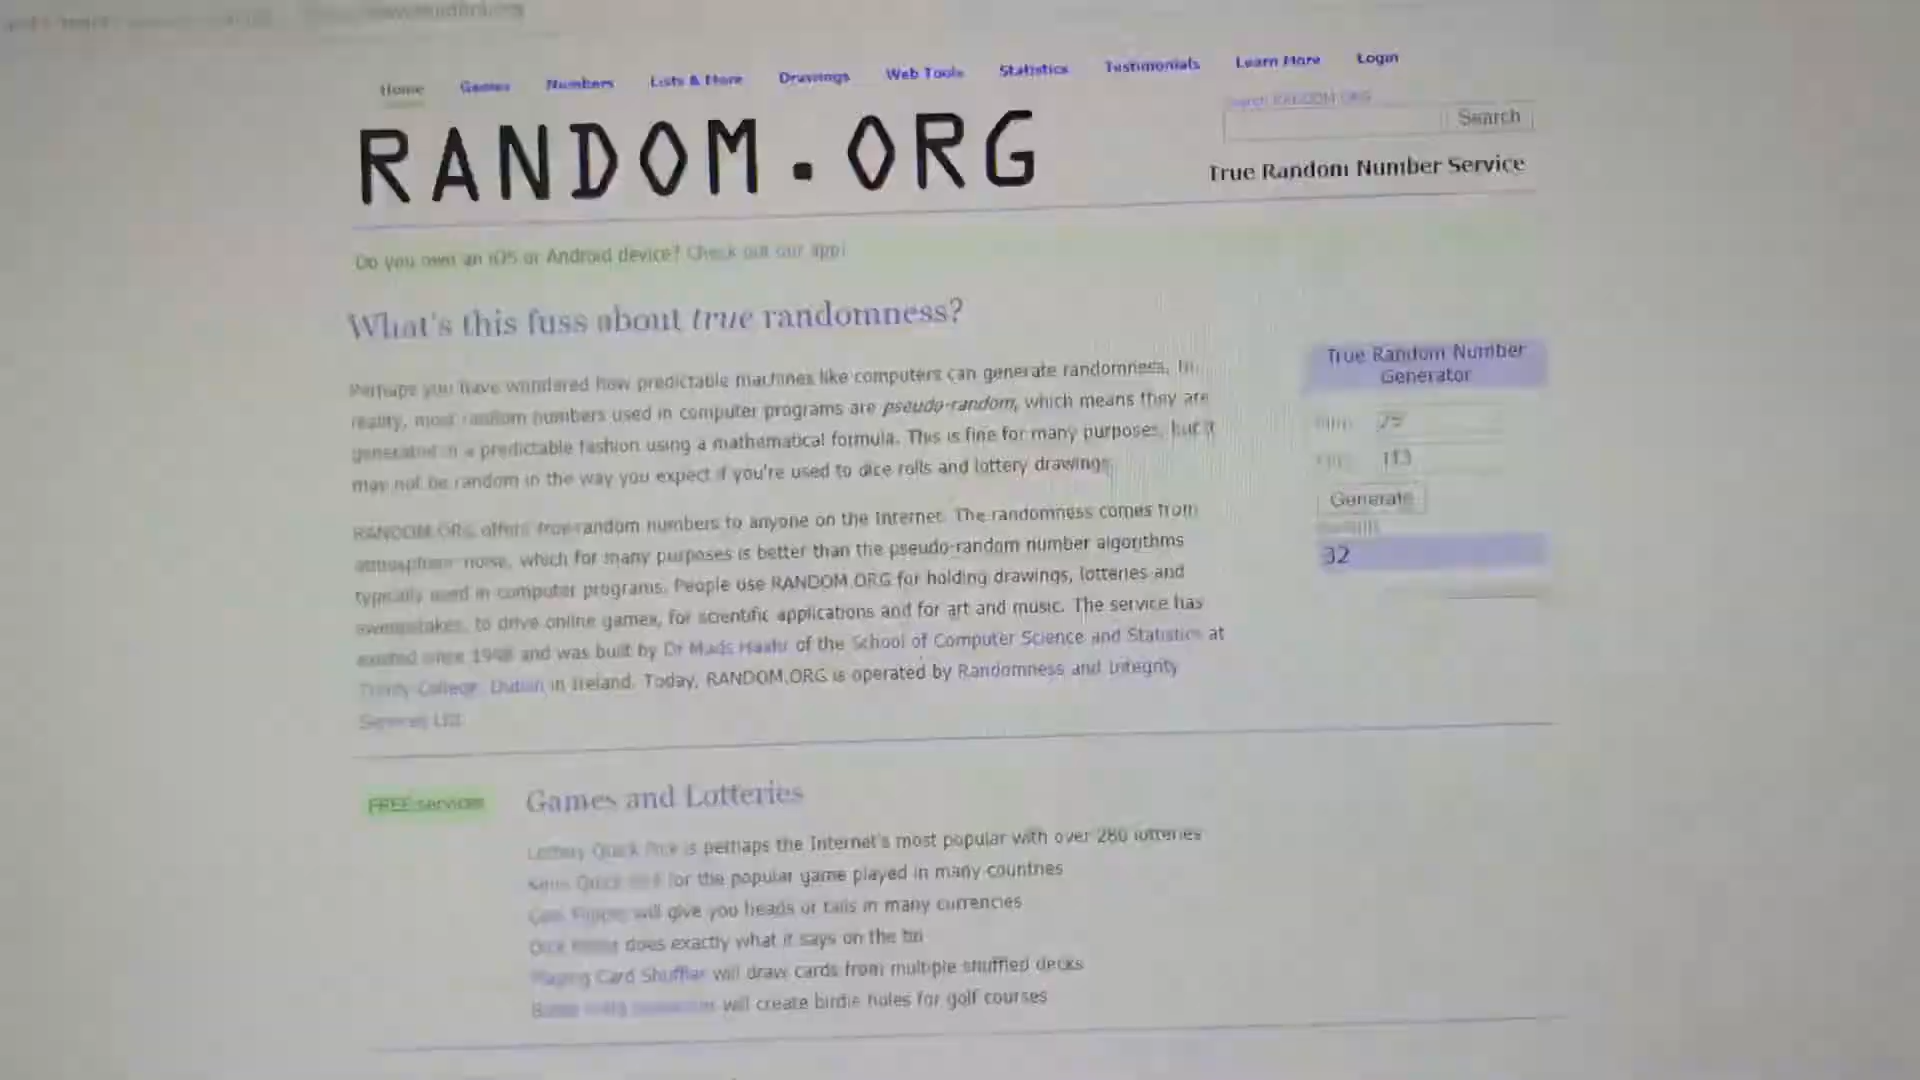 Home Games Numbers Lists & More Drawings Web Tools Statistics Testimonials Learn More Login
Search RANDOM.ORG
Search
RANDOM.ORG
True Random Number Service
Do you own an iOS or Android device? Check out our app!
What's this fuss about true randomness?
Perhaps you have wondered how predictable machines like computers can generate randomness. In
reality, most random numbers used in computer programs are pseudo-random, which means they are
generated in a predictable fashion using a mathematical formula. This is fine for many purposes, but it
may not be random in the way you expect if you're used to dice rolls and lottery drawings.
RANDOM.ORG offers true random numbers to anyone on the Internet. The randomness comes from
atmospheric noise, which for many purposes is better than the pseudo-random number algorithms
typically used in computer programs. People use RANDOM.ORG for holding drawings, lotteries and
sweepstakes, to drive online games, for scientific applications and for art and music. The service has
existed since 1998 and was built by Dr Mads Haahr of the School of Computer Science and Statistics at
Trinity College, Dublin in Ireland. Today, RANDOM.ORG is operated by Randomness and Integrity
Services Ltd.
True Random Number
Generator
Min:
113
Generate
Result:
32
FREE services
Games and Lotteries
Lottery Quick Pick is perhaps the Internet's most popular with over 280 lotteries
Keno Quick Pick for the popular game played in many countries
Coin Flipper will give you heads or tails in many currencies
Dice Roller does exactly what it says on the tin
Playing Card Shuffler will draw cards from multiple shuffled decks
Birdie Fund Generator will create birdie holes for golf courses